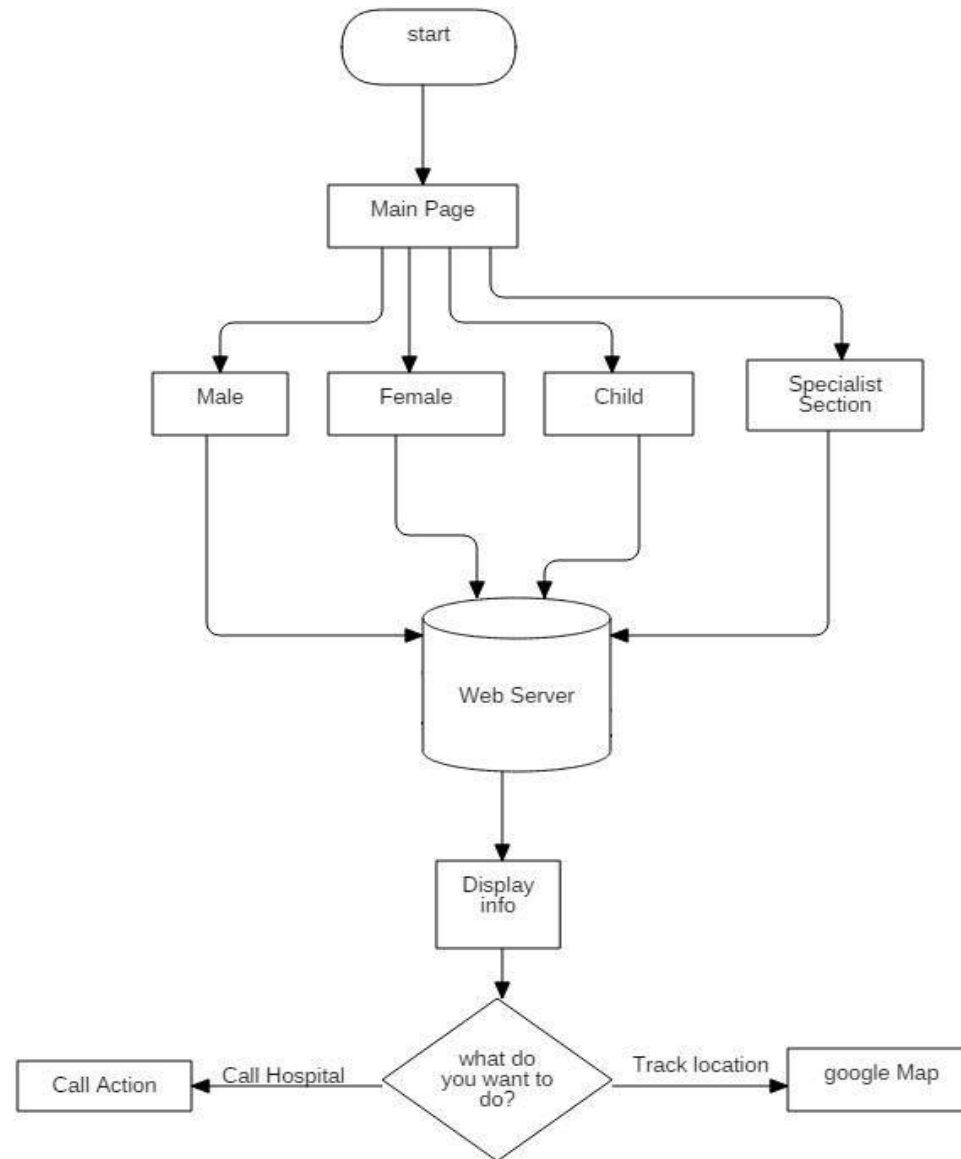 start
Main Page
Male
Female
Child
Specialist
Section
Web Server
Display
info
what do
you want to
do?
Call Hospital
Track location
Call Action
google Map